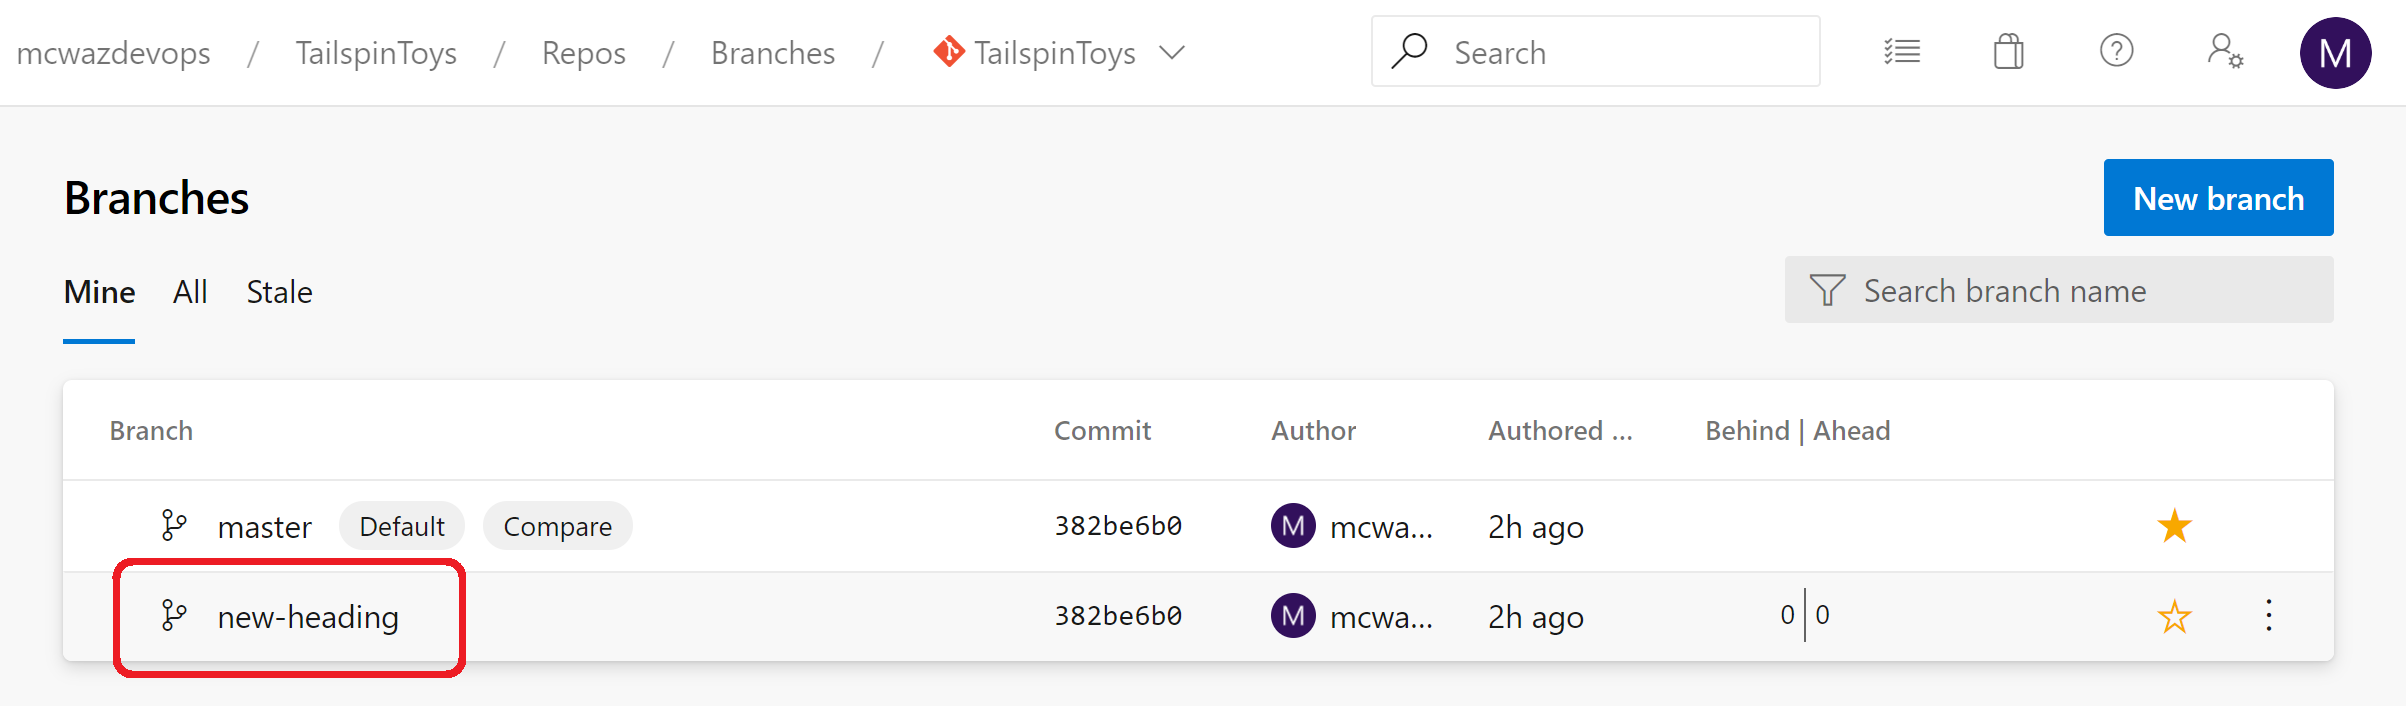 mcwazdevops / TailspinToys / Repos / Branches / TailspinToys Search ? M
Branches
New branch
Mine All Stale
Search branch name
Branch Commit Author Authored ... Behind | Ahead
master Default Compare 382be6b0 M mcwa... 2h ago
new-heading 382be6b0 M mcwa... 2h ago 0 | 0